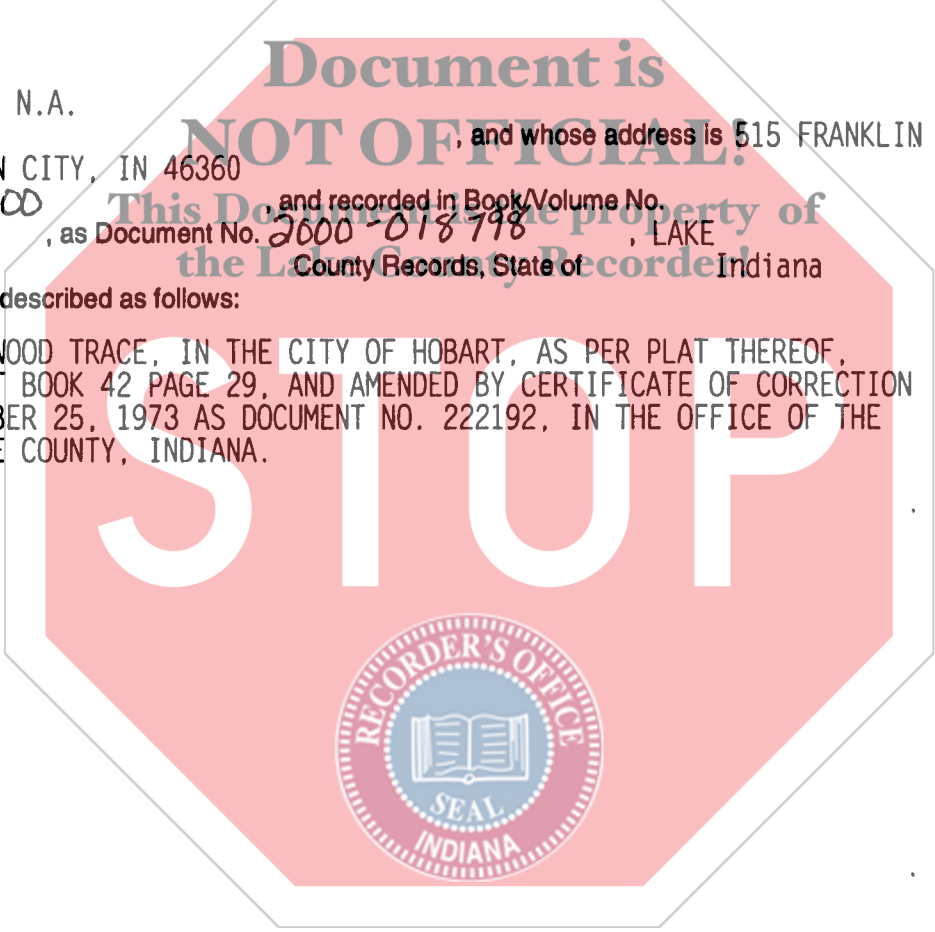 Document is
N.A.
NOT OFFICIAL!
, and whose address is 515 FRANKLIN
N CITY, IN 46360
00 , and recorded in Book/Volume No.
This Document is the property of
, as Document No. 2000-018798 , LAKE
the Lake County Recorder!
County Records, State of Indiana
described as follows:
WOOD TRACE, IN THE CITY OF HOBART, AS PER PLAT THEREOF,
BOOK 42 PAGE 29, AND AMENDED BY CERTIFICATE OF CORRECTION
BER 25, 1973 AS DOCUMENT NO. 222192, IN THE OFFICE OF THE
E COUNTY, INDIANA.
STOP
RECORDER'S OFFICE
SEAL
INDIANA